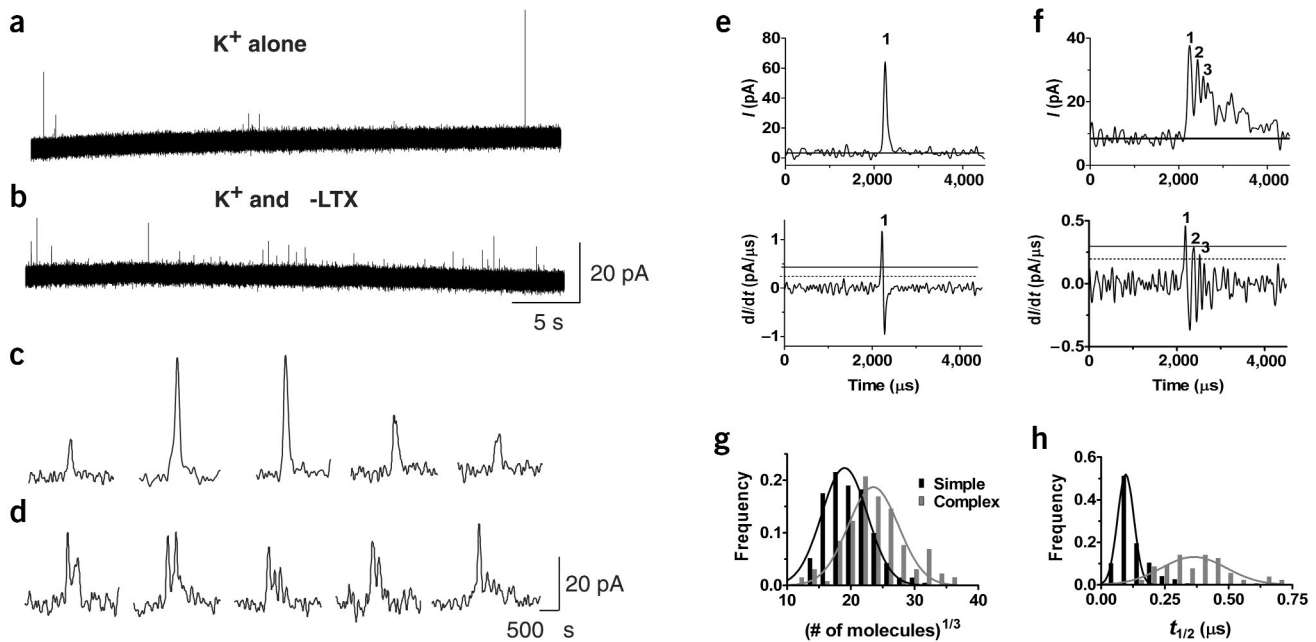 a
K⁺ alone
b
K⁺ and -LTX
20 pA
5 s
c
d
20 pA
500 s
e
80
60
40
20
0
I (pA)
1
0 2,000 4,000
1
0
–1
dI/dt (pA/μs)
1
0 2,000 4,000
Time (μs)
f
40
20
0
I (pA)
1
2
3
0 2,000 4,000
0.5
0.0
–0.5
dI/dt (pA/μs)
1
2
3
0 2,000 4,000
Time (μs)
g
0.2
0.1
0.0
Frequency
Simple
Complex
10 20 30 40
(# of molecules)¹/³
h
0.6
0.4
0.2
0.0
Frequency
0.00 0.25 0.50 0.75
t1/2 (μs)